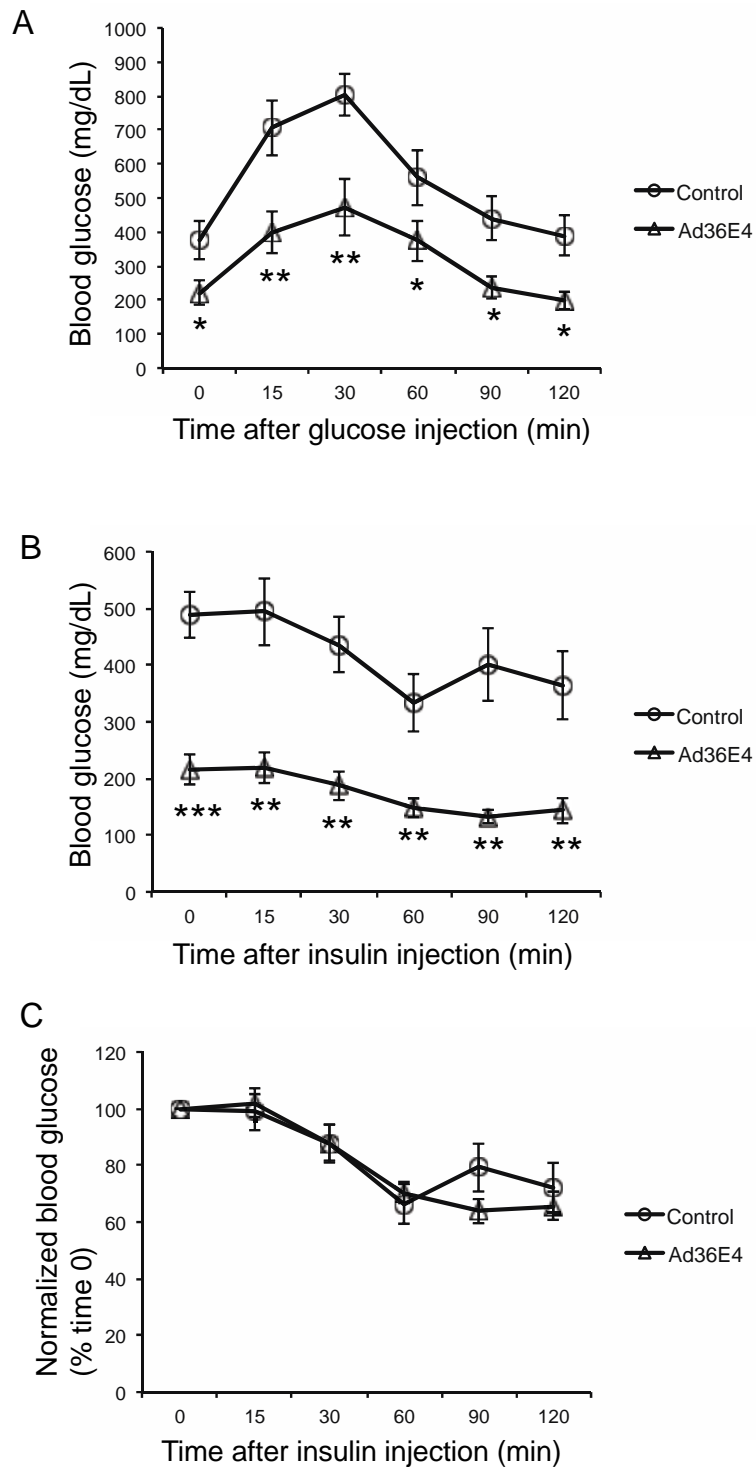 A
1000
900
800
700
600
500
400
300
200
100
0
Blood glucose (mg/dL)
* ** ** * * *
0 15 30 60 90 120
Time after glucose injection (min)
Control
Ad36E4
B
600
500
400
300
200
100
0
Blood glucose (mg/dL)
*** ** ** ** ** **
0 15 30 60 90 120
Time after insulin injection (min)
Control
Ad36E4
C
120
100
80
60
40
20
0
Normalized blood glucose
(% time 0)
0 15 30 60 90 120
Time after insulin injection (min)
Control
Ad36E4